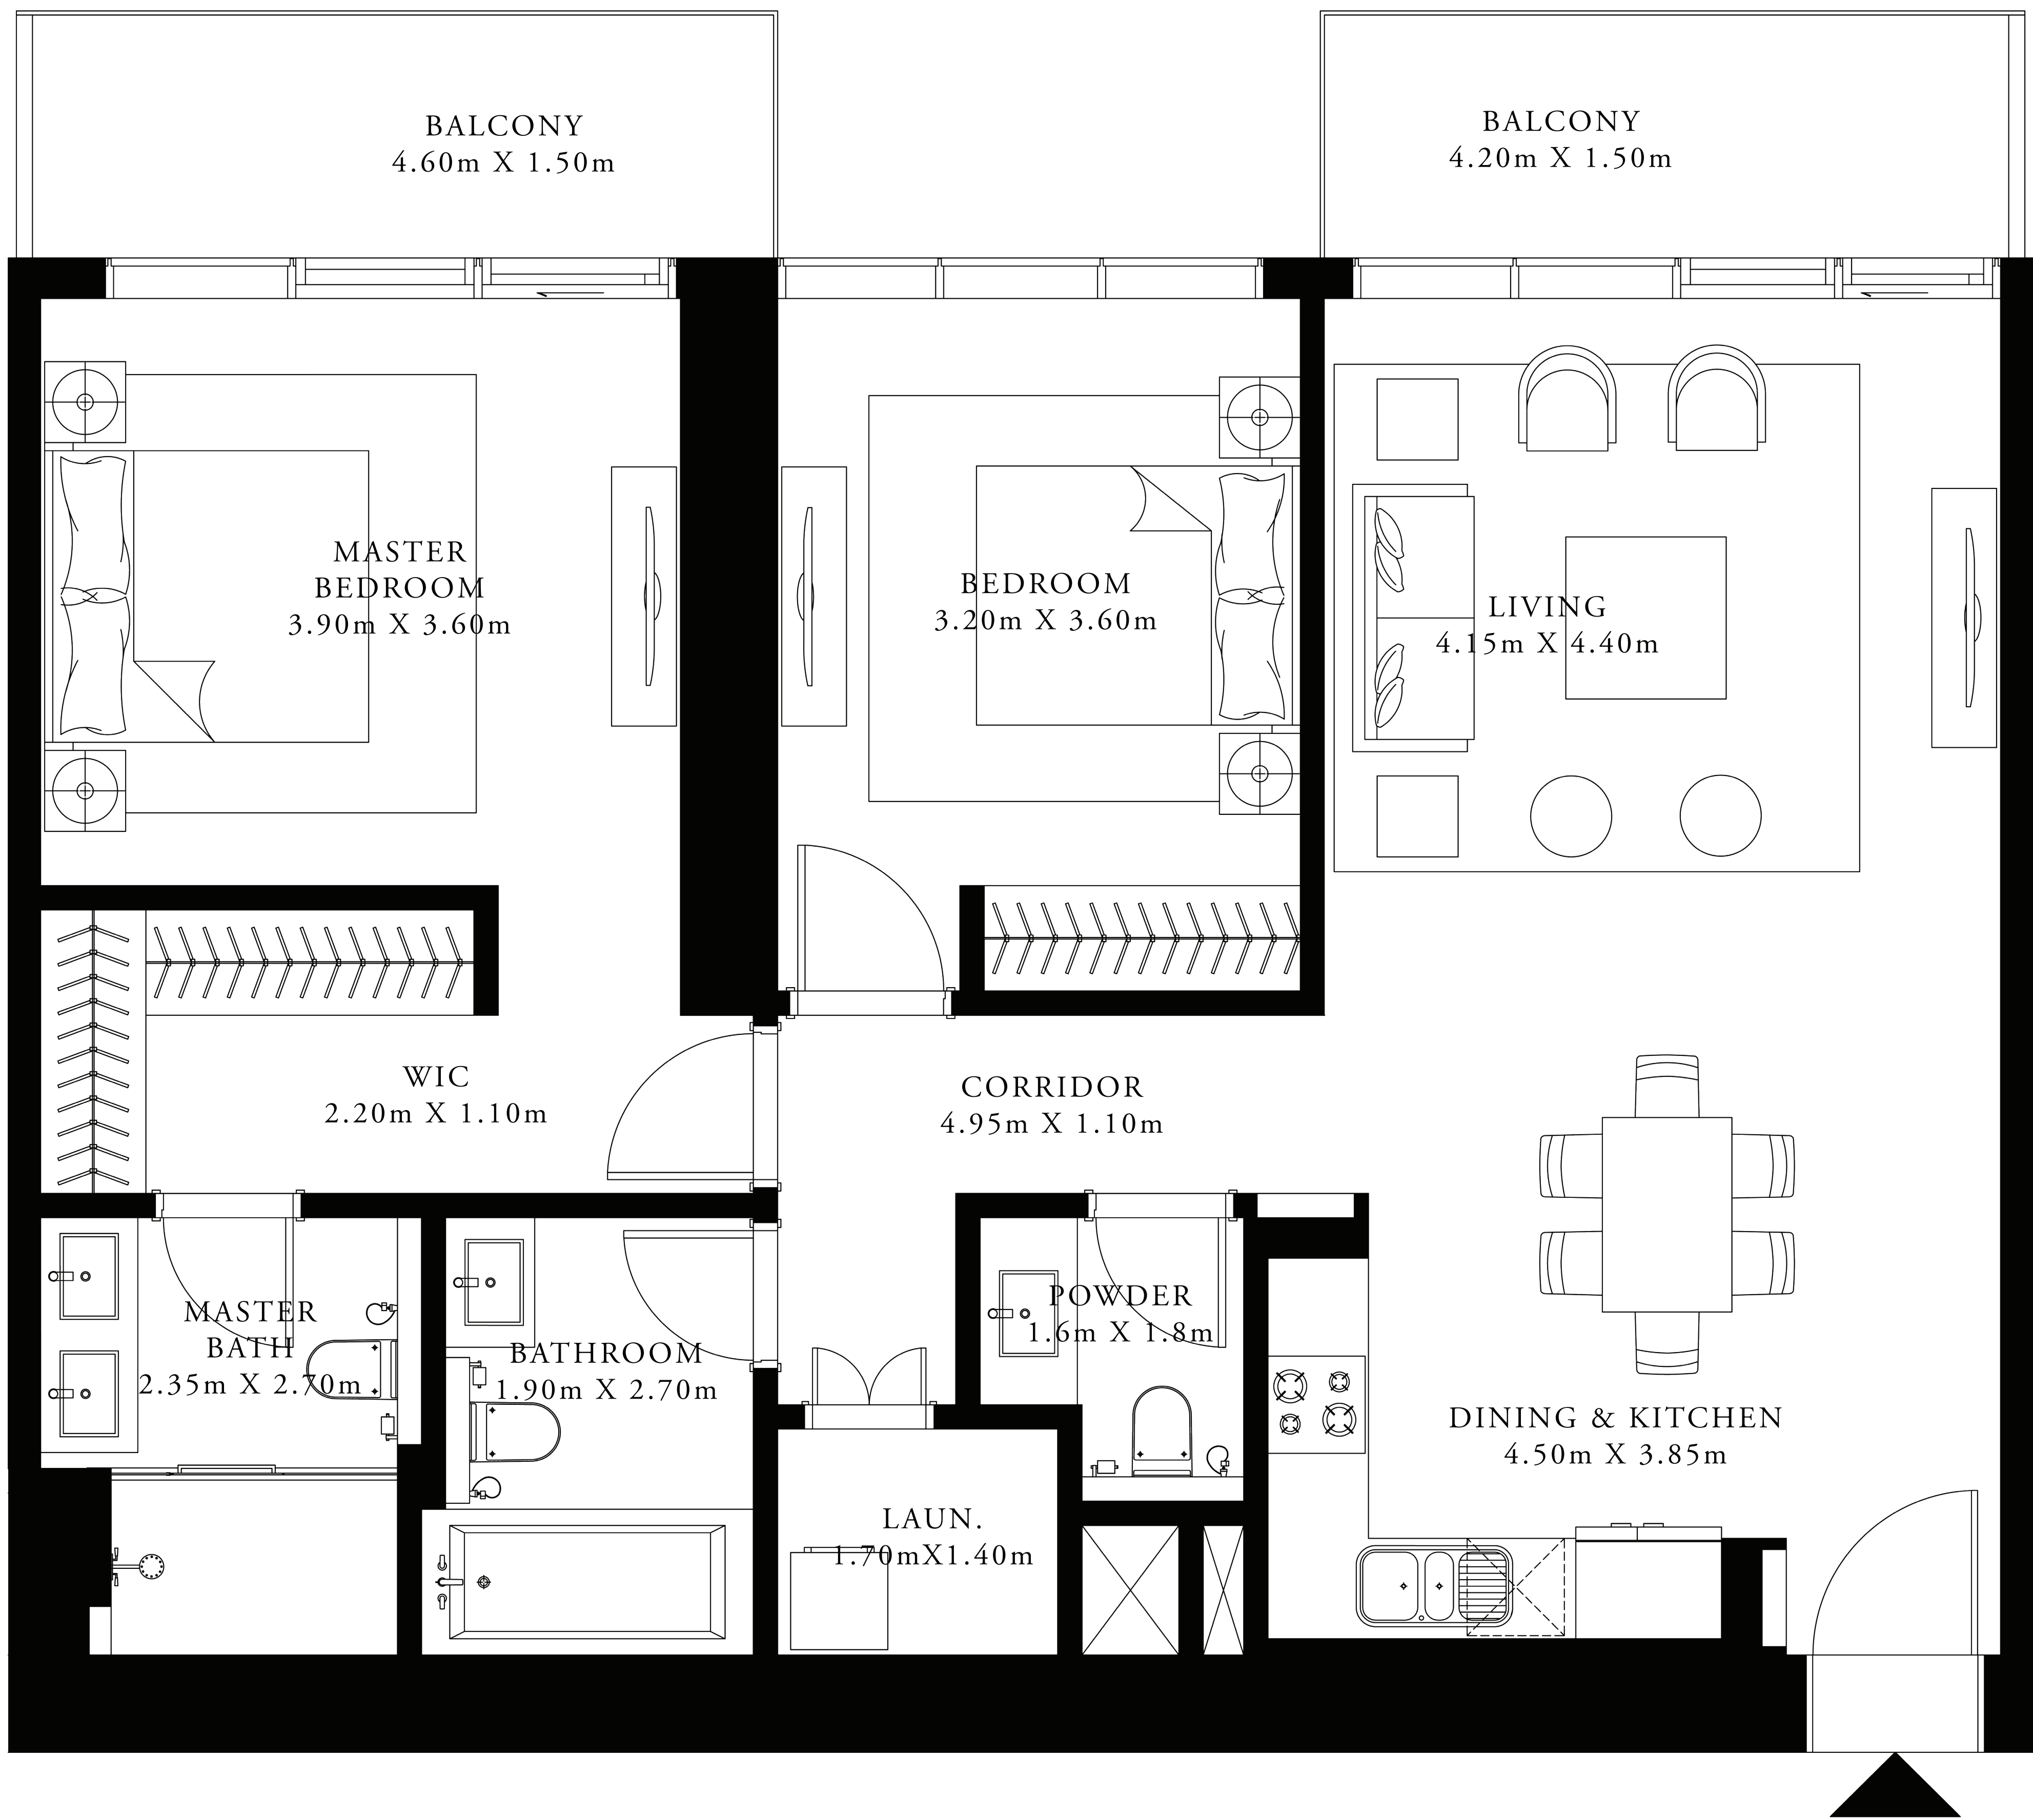 BALCONY
4.60m X 1.50m
BALCONY
4.20m X 1.50m
MASTER
BEDROOM
3.90m X 3.60m
BEDROOM
3.20m X 3.60m
LIVING
4.15m X 4.40m
WIC
2.20m X 1.10m
CORRIDOR
4.95m X 1.10m
MASTER
BATH
2.35m X 2.70m
BATHROOM
1.90m X 2.70m
POWDER
1.6m X 1.8m
DINING & KITCHEN
4.50m X 3.85m
LAUN.
1.70mX1.40m